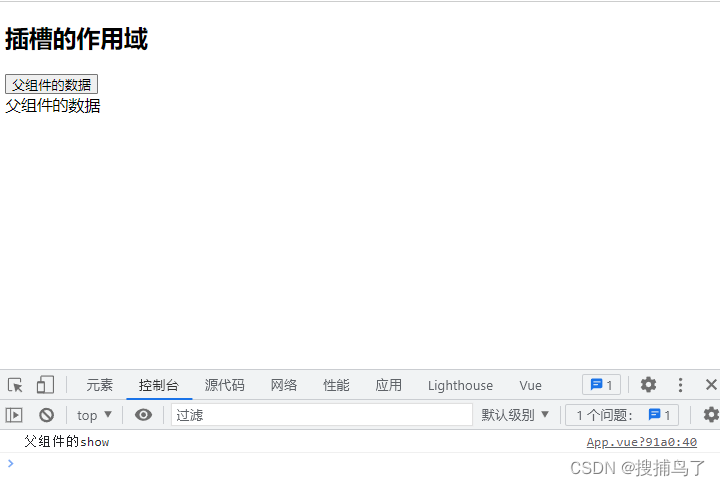 插槽的作用域
父组件的数据
父组件的数据
元素 控制台 源代码 网络 性能 应用 Lighthouse Vue 1
top 过滤 默认级别 1 个问题: 1
父组件的show App.vue?91a0:40
CSDN @搜捕鸟了